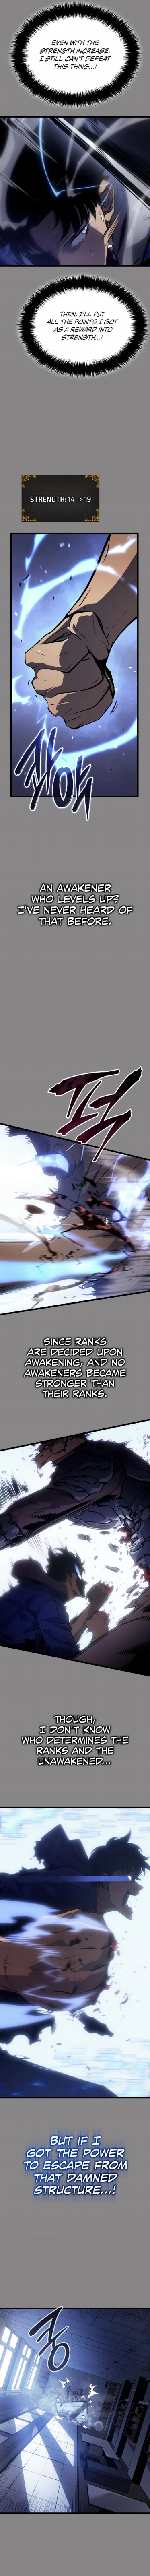 EVEN WITH THE
STRENGTH INCREASE,
I STILL CAN'T DEFEAT
THIS THING...!
THEN, I'LL PUT
ALL THE POINTS I GOT
AS A REWARD INTO
STRENGTH...!
STRENGTH: 14 -> 19
AN AWAKENER
WHO LEVELS UP?
I'VE NEVER HEARD OF
THAT BEFORE.
SINCE RANKS
ARE DECIDED UPON
AWAKENING, AND NO
AWAKENERS BECAME
STRONGER THAN
THEIR RANKS.
THOUGH,
I DON'T KNOW
WHO DETERMINES THE
RANKS AND THE
UNAWAKENED...
BUT IF I
GOT THE POWER
TO ESCAPE FROM
THAT DAMNED
STRUCTURE...!
쿵